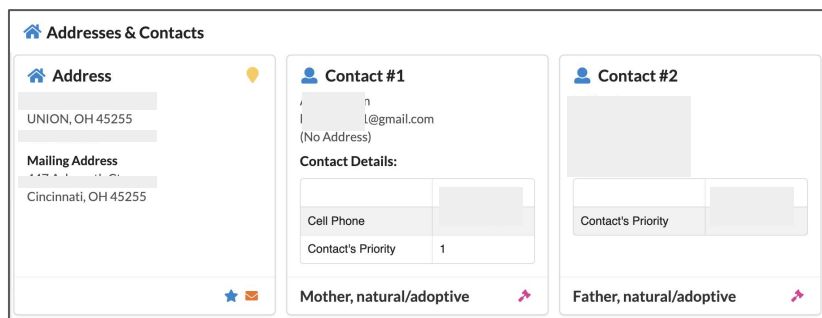 Addresses & Contacts
Address
UNION, OH 45255
Mailing Address
Cincinnati, OH 45255
Contact #1
@gmail.com
(No Address)
Contact Details:
Cell Phone
Contact's Priority 1
Mother, natural/adoptive
Contact #2
Contact's Priority
Father, natural/adoptive